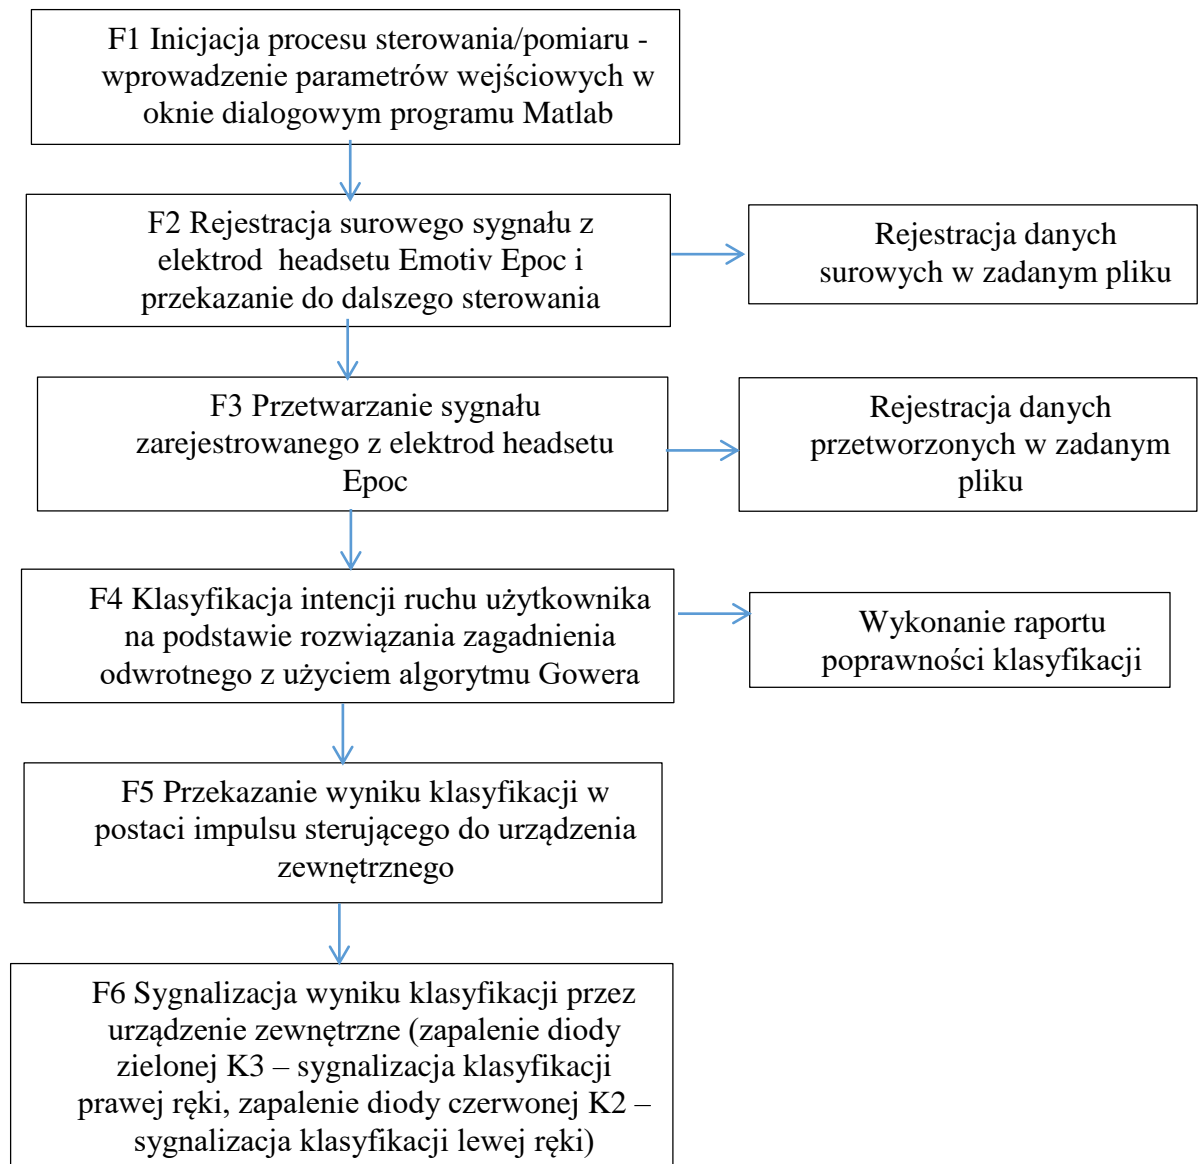 F1 Inicjacja procesu sterowania/pomiaru -
wprowadzenie parametrów wejściowych w
oknie dialogowym programu Matlab
F2 Rejestracja surowego sygnału z
elektrod headsetu Emotiv Epoc i
przekazanie do dalszego sterowania
Rejestracja danych
surowych w zadanym pliku
F3 Przetwarzanie sygnału
zarejestrowanego z elektrod headsetu
Epoc
Rejestracja danych
przetworzonych w zadanym
pliku
F4 Klasyfikacja intencji ruchu użytkownika
na podstawie rozwiązania zagadnienia
odwrotnego z użyciem algorytmu Gowera
Wykonanie raportu
poprawności klasyfikacji
F5 Przekazanie wyniku klasyfikacji w
postaci impulsu sterującego do urządzenia
zewnętrznego
F6 Sygnalizacja wyniku klasyfikacji przez
urządzenie zewnętrzne (zapalenie diody
zielonej K3 – sygnalizacja klasyfikacji
prawej ręki, zapalenie diody czerwonej K2 –
sygnalizacja klasyfikacji lewej ręki)